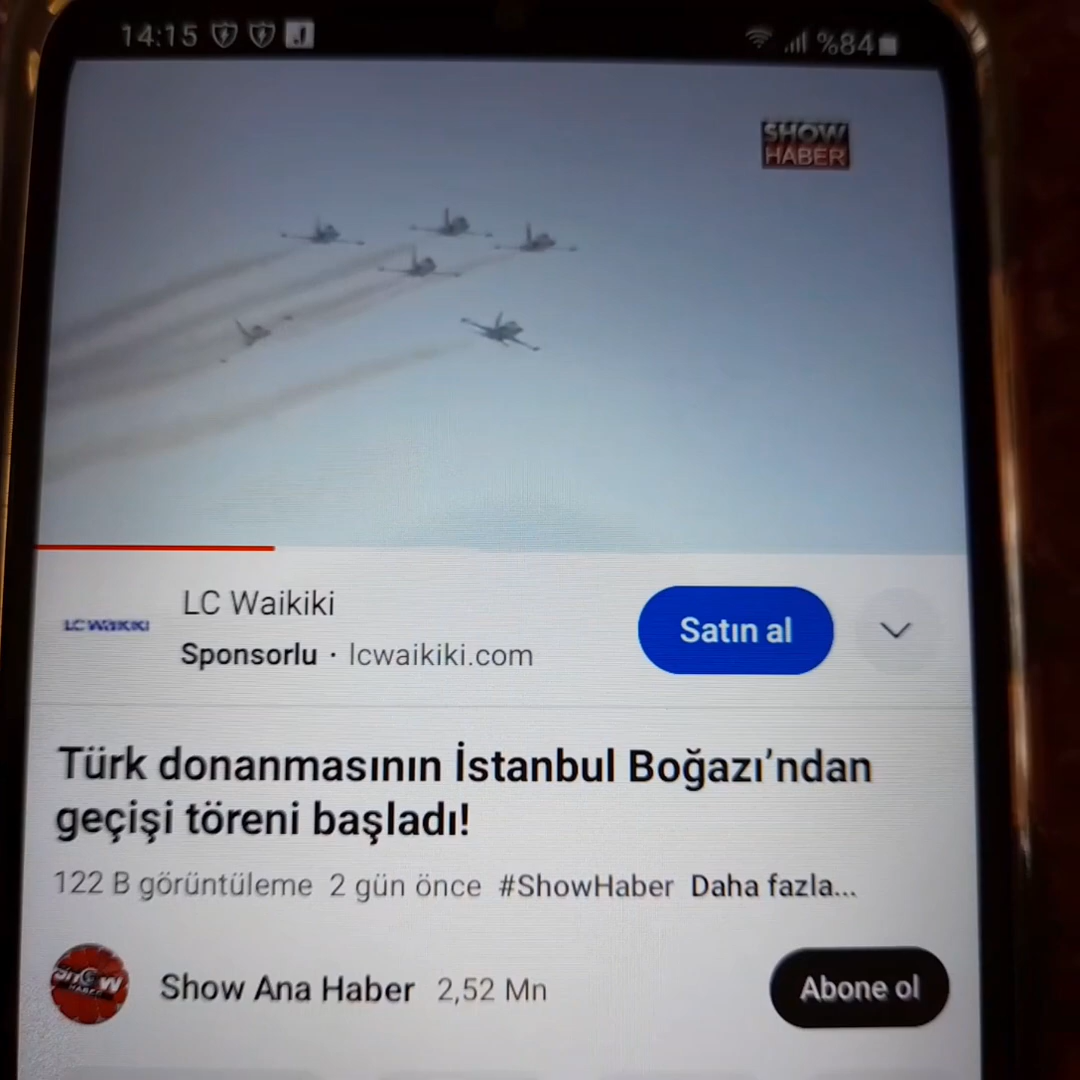 14:15
%84
SHOW
HABER
LC WAIKIKI
LC Waikiki
Sponsorlu · lcwaikiki.com
Satın al
Türk donanmasının İstanbul Boğazı'ndan
geçişi töreni başladı!
122 B görüntüleme 2 gün önce #ShowHaber Daha fazla...
SHOW
HABER
Show Ana Haber 2,52 Mn
Abone ol